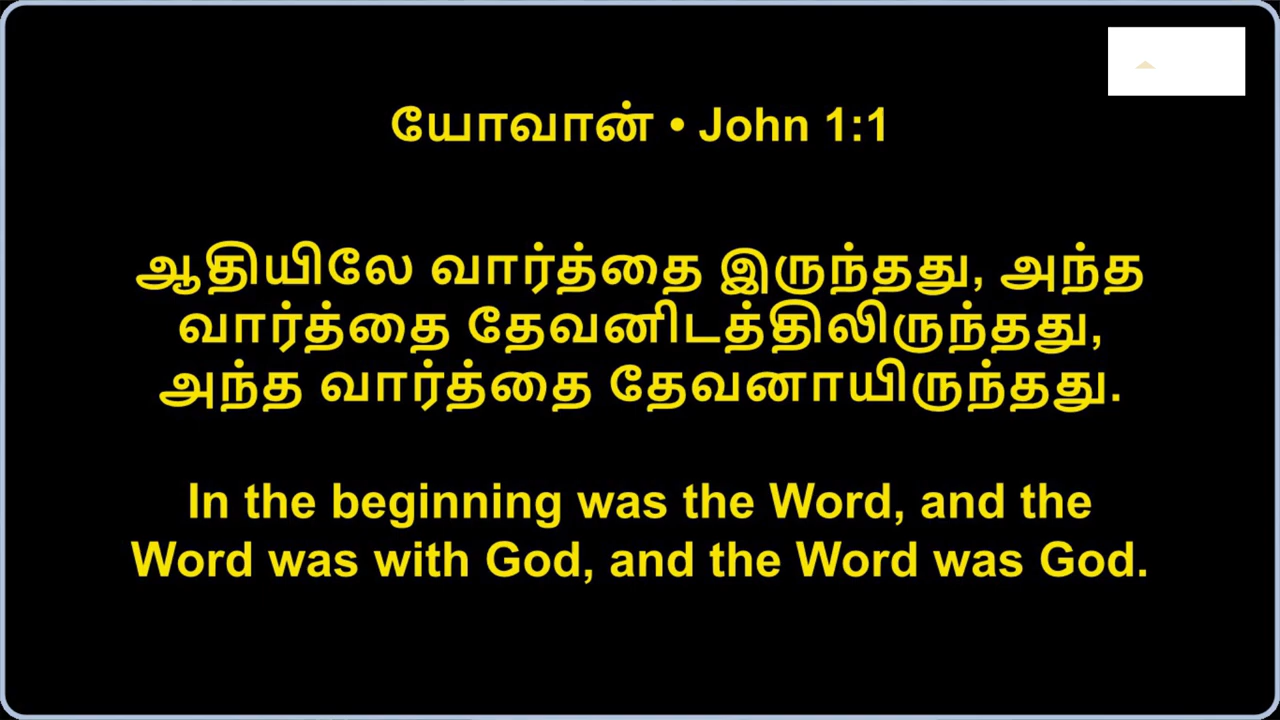 யோவான் • John 1:1
ஆதியிலே வார்த்தை இருந்தது, அந்த
வார்த்தை தேவனிடத்திலிருந்தது,
அந்த வார்த்தை தேவனாயிருந்தது.
In the beginning was the Word, and the
Word was with God, and the Word was God.